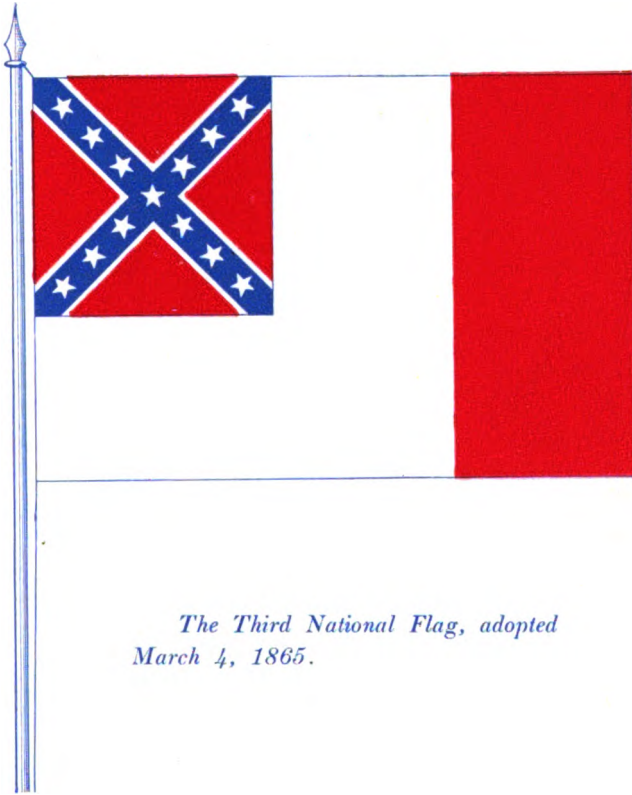 The Third National Flag, adopted
March 4, 1865.